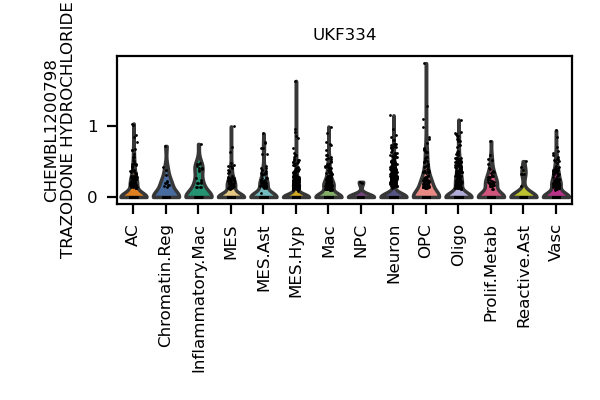 UKF334
CHEMBL1200798
TRAZODONE HYDROCHLORIDE
1
0
AC
Chromatin.Reg
Inflammatory.Mac
MES
MES.Ast
MES.Hyp
Mac
NPC
Neuron
OPC
Oligo
Prolif.Metab
Reactive.Ast
Vasc